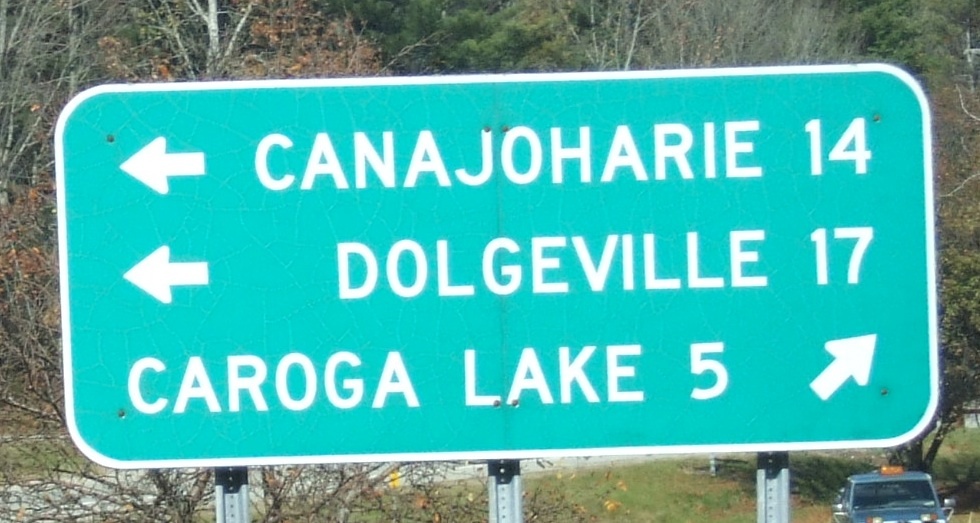 ← CANAJOHARIE 14
← DOLGEVILLE 17
CAROGA LAKE 5 ↗